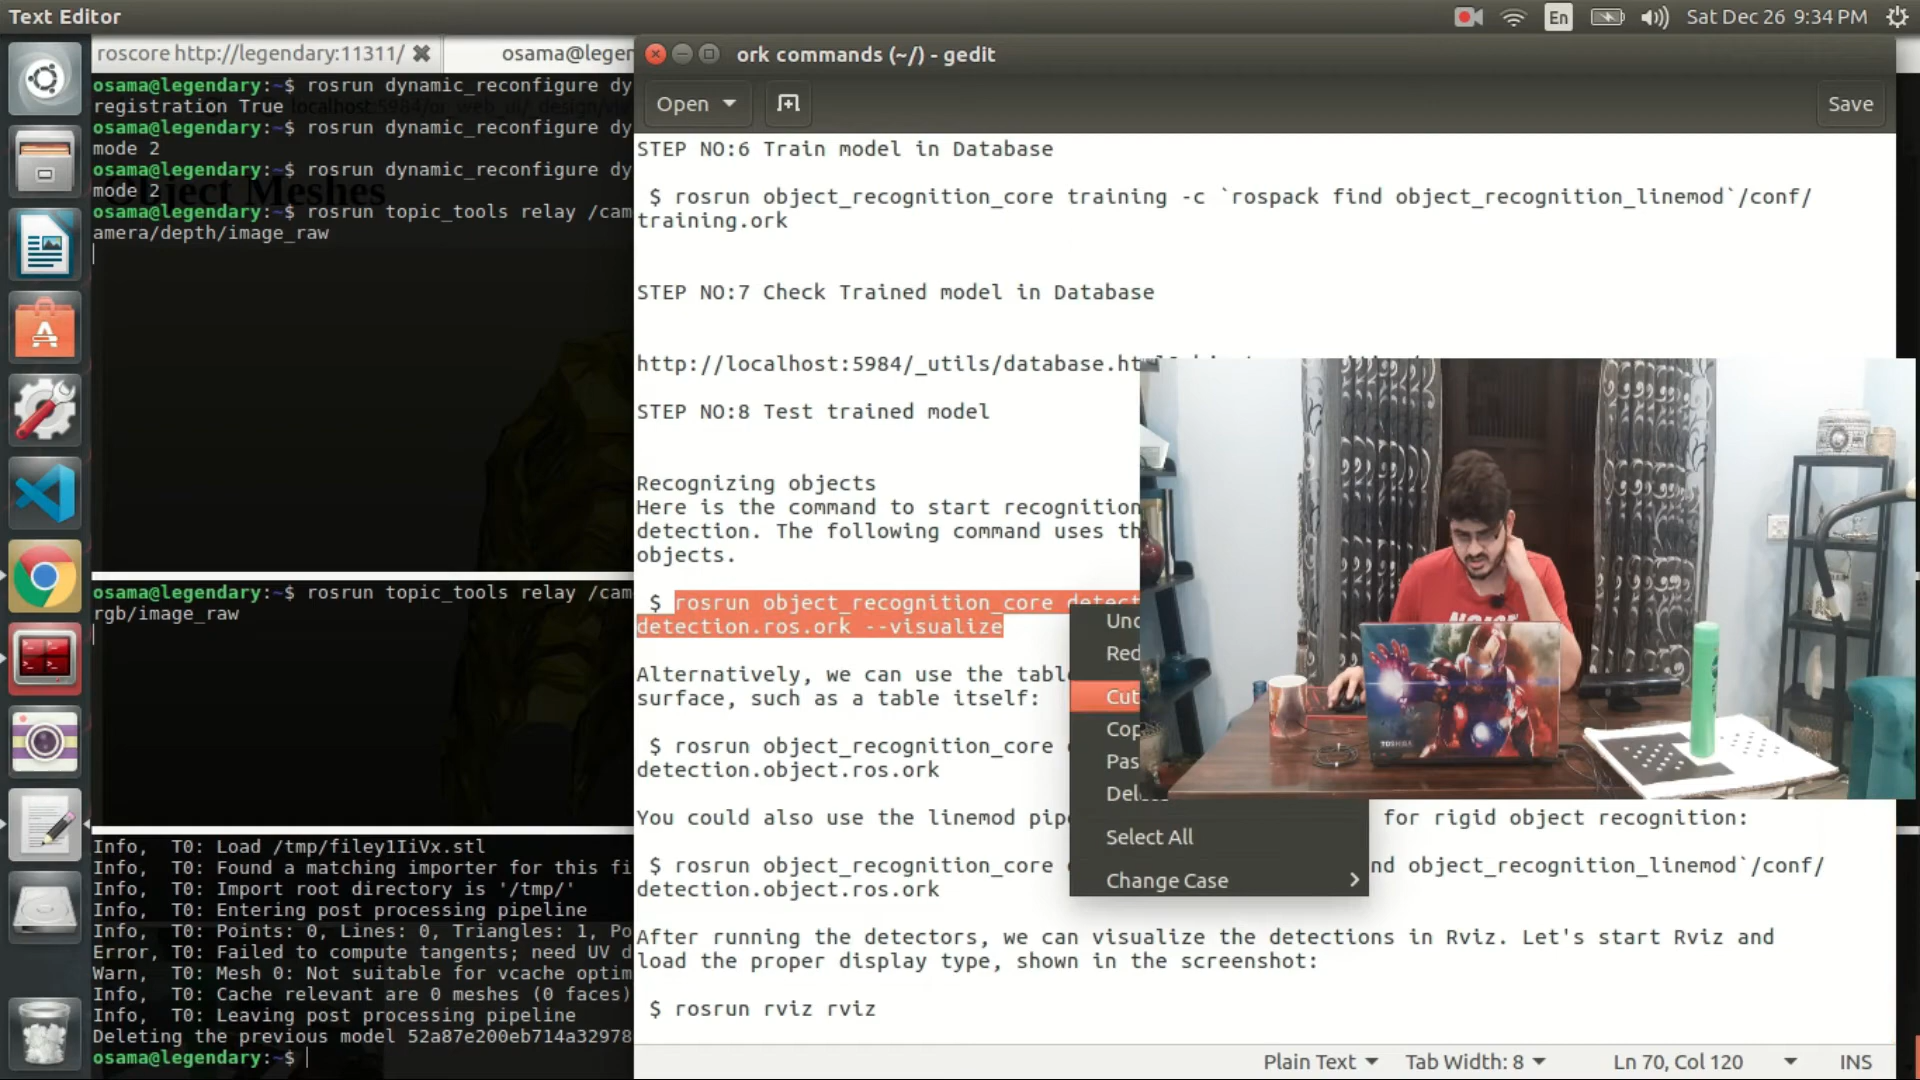 Text Editor
En
Sat Dec 26 9:34 PM
roscore http://legendary:11311/
osama@legen
osama@legendary:~$ rosrun dynamic_reconfigure dy
registration True
osama@legendary:~$ rosrun dynamic_reconfigure dy
mode 2
osama@legendary:~$ rosrun dynamic_reconfigure dy
mode 2
Object Meshes
osama@legendary:~$ rosrun topic_tools relay /cam
amera/depth/image_raw
osama@legendary:~$ rosrun topic_tools relay /cam
rgb/image_raw
Info, T0: Load /tmp/filey1IiVx.stl
Info, T0: Found a matching importer for this fi
Info, T0: Import root directory is '/tmp/'
Info, T0: Entering post processing pipeline
Info, T0: Points: 0, Lines: 0, Triangles: 1, Po
Error, T0: Failed to compute tangents; need UV d
Warn, T0: Mesh 0: Not suitable for vcache optim
Info, T0: Cache relevant are 0 meshes (0 faces)
Info, T0: Leaving post processing pipeline
Deleting the previous model 52a87e200eb714a32978
osama@legendary:~$
ork commands (~/) - gedit
Open
Save
STEP NO:6 Train model in Database
$ rosrun object_recognition_core training -c `rospack find object_recognition_linemod`/conf/
training.ork
STEP NO:7 Check Trained model in Database
http://localhost:5984/_utils/database.ht
STEP NO:8 Test trained model
Recognizing objects
Here is the command to start recognition
detection. The following command uses th
objects.
$ rosrun object_recognition_core detect
detection.ros.ork --visualize
Alternatively, we can use the tabl
surface, such as a table itself:
$ rosrun object_recognition_core
detection.object.ros.ork
You could also use the linemod pip for rigid object recognition:
$ rosrun object_recognition_core nd object_recognition_linemod`/conf/
detection.object.ros.ork
After running the detectors, we can visualize the detections in Rviz. Let's start Rviz and
load the proper display type, shown in the screenshot:
$ rosrun rviz rviz
Und
Red
Cut
Cop
Pas
Dele
Select All
Change Case
TOSHIBA
Plain Text
Tab Width: 8
Ln 70, Col 120
INS